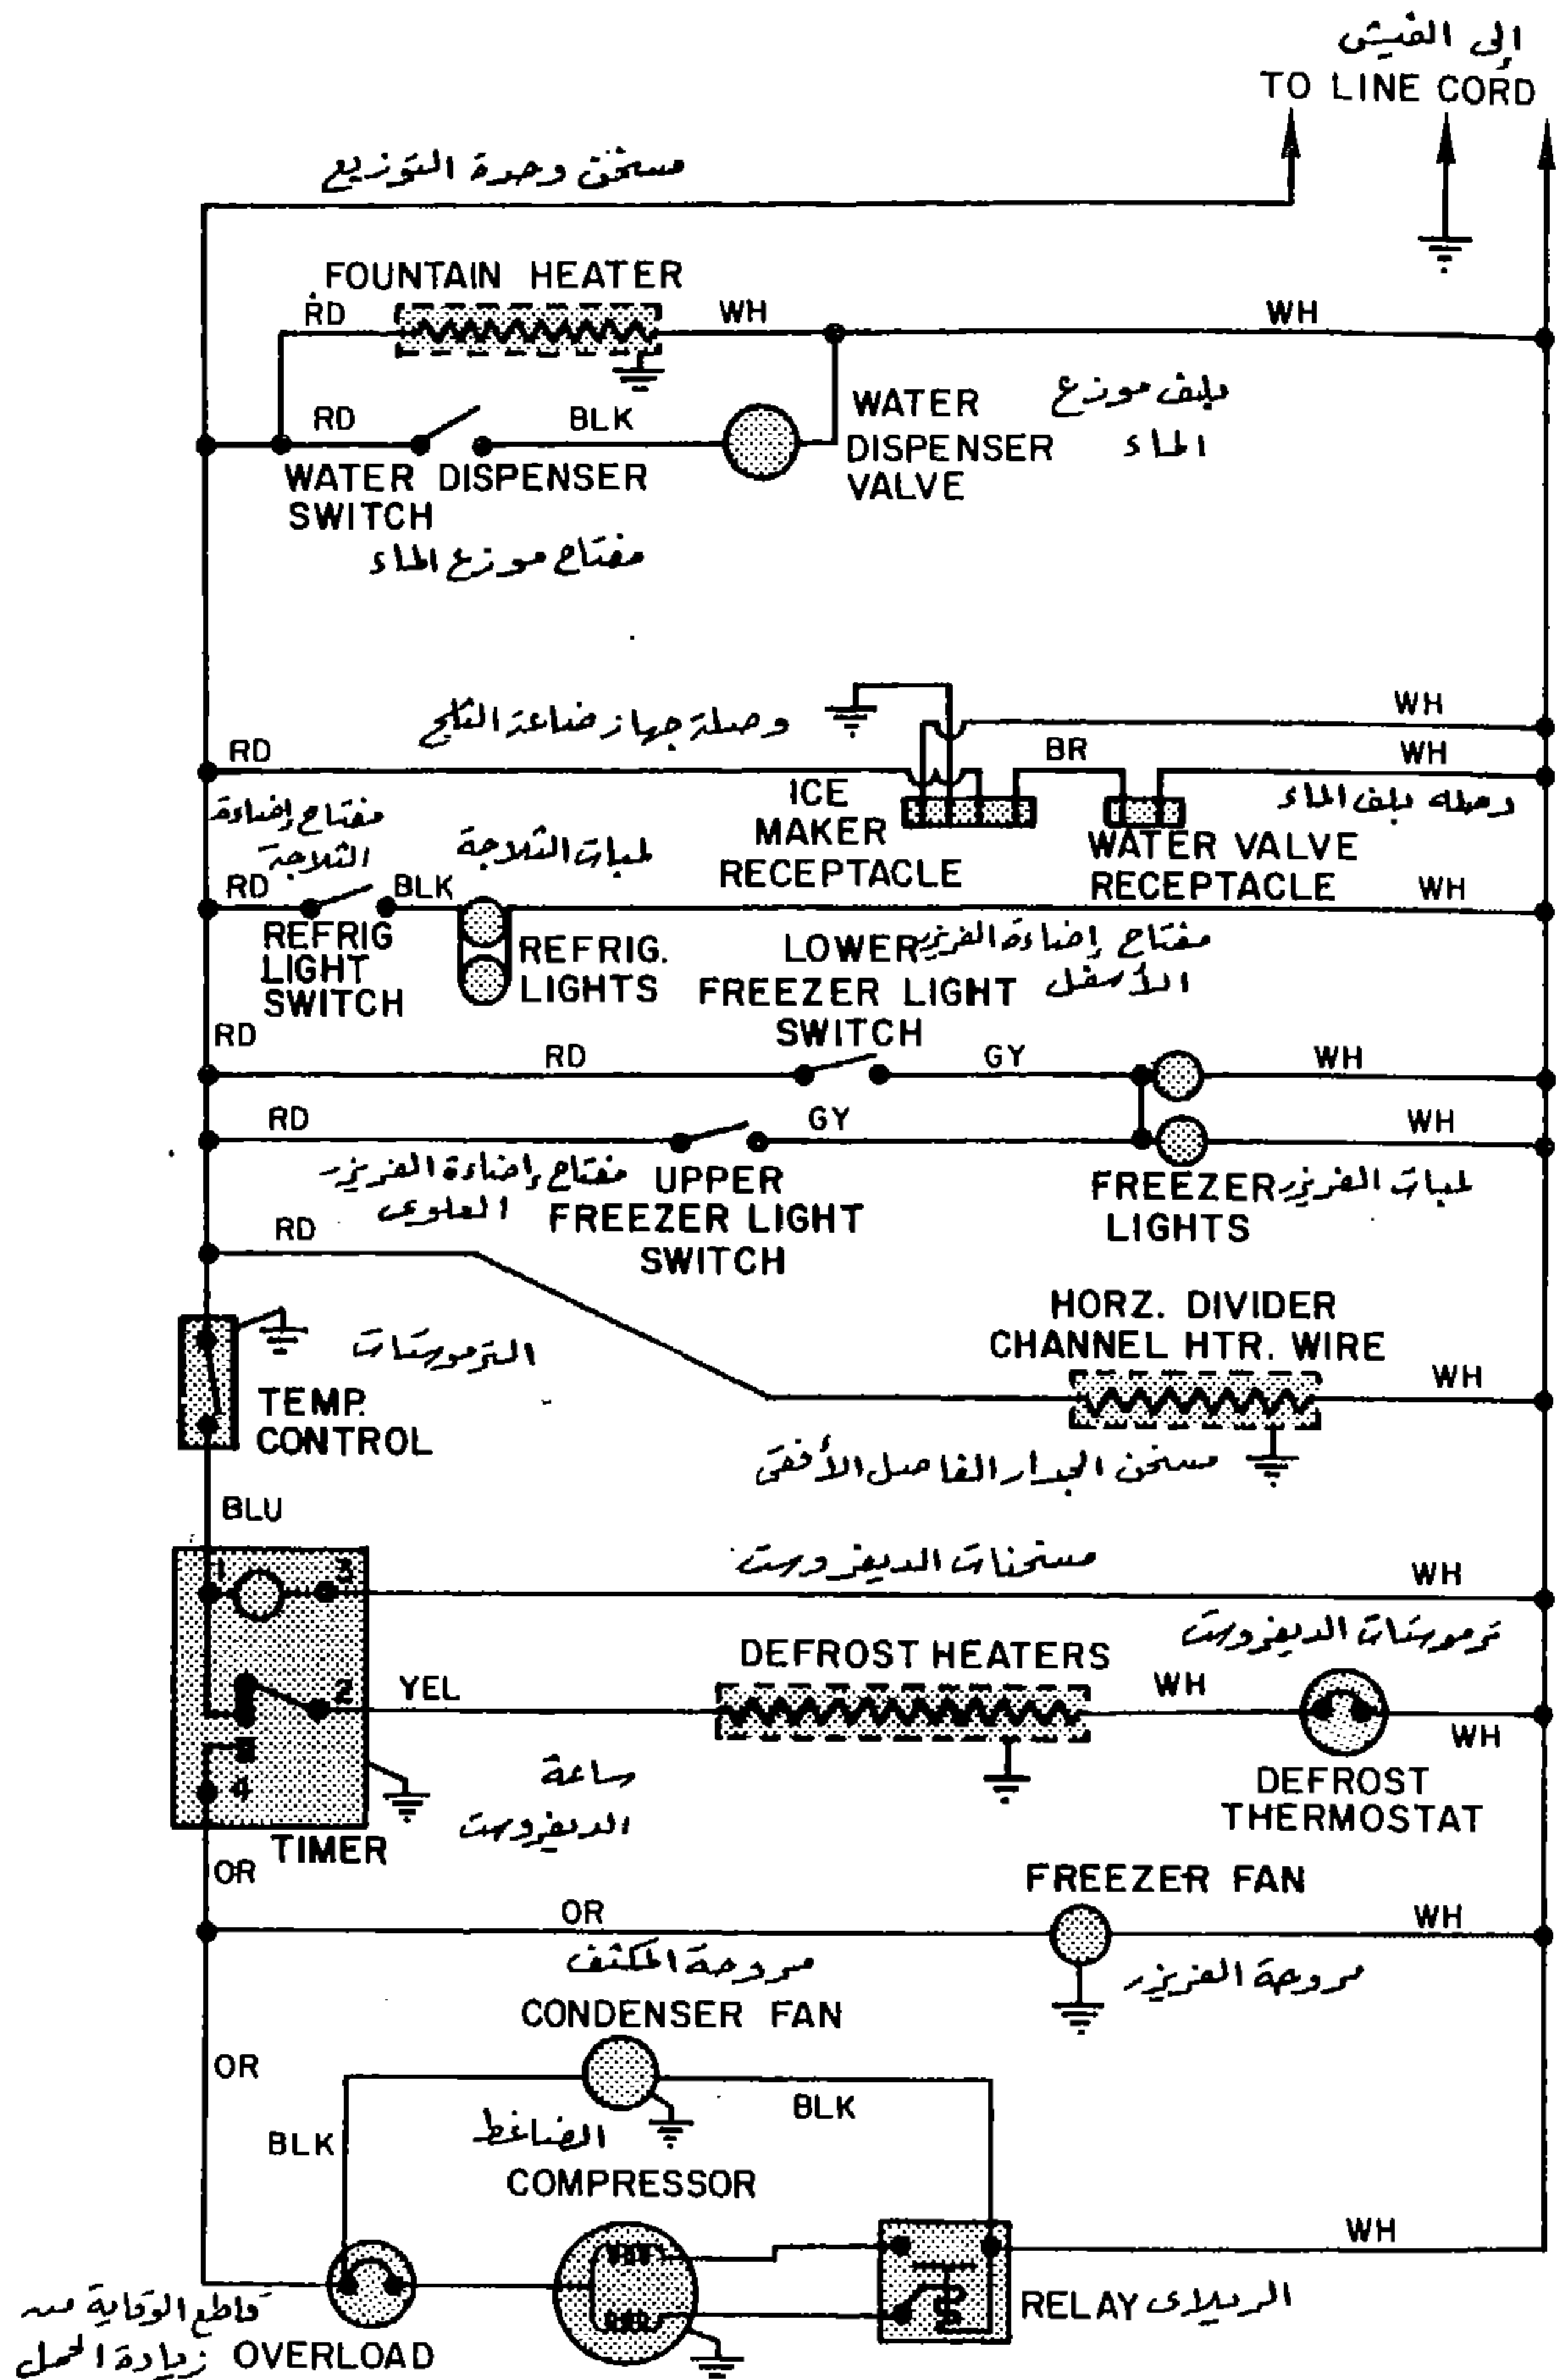 إلى الفيش
TO LINE CORD
مسخن وحدة التوزيع
FOUNTAIN HEATER
RD
WH
WH
RD
BLK
WATER
DISPENSER
VALVE
بلف موزع
الماء
WATER DISPENSER
SWITCH
مفتاح موزع الماء
وصلة جهاز صناعة الثلج
WH
RD
BR
WH
ICE
MAKER
RECEPTACLE
وصله بلف الماء
WATER VALVE
RECEPTACLE
مفتاح إضاءة
الثلاجة
لمبات الثلاجة
RD
BLK
WH
REFRIG
LIGHT
SWITCH
REFRIG.
LIGHTS
LOWER
FREEZER LIGHT
SWITCH
مفتاح إضاءة الفريزر
الأسفل
RD
RD
GY
WH
RD
GY
WH
مفتاح إضاءة الفريزر
العلوى
UPPER
FREEZER LIGHT
SWITCH
FREEZER
LIGHTS
لمبات الفريزر
RD
HORZ. DIVIDER
CHANNEL HTR. WIRE
الترموستات
WH
TEMP.
CONTROL
مسخن الجدار الفاصل الأفقى
BLU
مسخنات الديفروست
1
3
WH
ترموستات الديفروست
DEFROST HEATERS
2
YEL
WH
WH
ساعة
الديفروست
4
DEFROST
THERMOSTAT
TIMER
OR
FREEZER FAN
OR
WH
مروحة المكثف
مروحة الفريزر
CONDENSER FAN
OR
BLK
BLK
الضاغط
COMPRESSOR
WH
RELAY الريلاى
قاطع الوقاية من
زيادة الحمل OVERLOAD